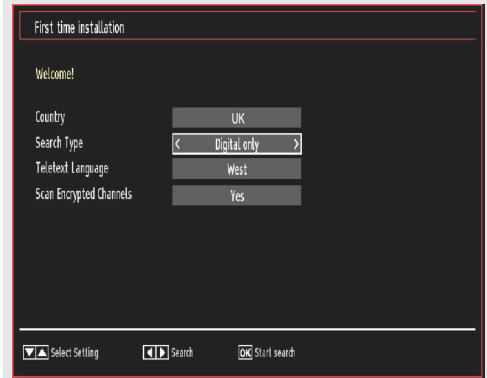 First time installation
Welcome!
Country UK
Search Type < Digital only >
Teletext Language West
Scan Encrypted Channels Yes
▼▲ Select Setting ◀▶ Search OK Start search